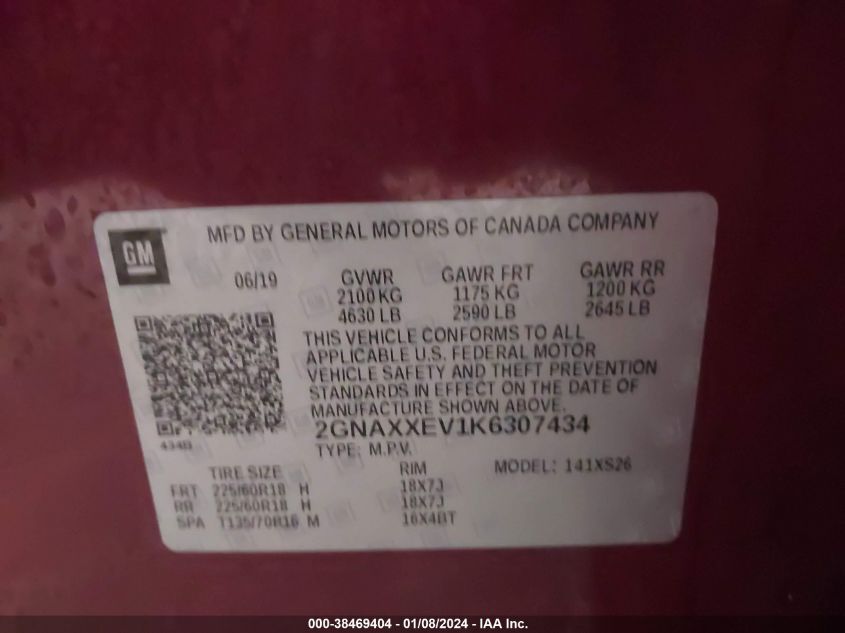 GM
MFD BY GENERAL MOTORS OF CANADA COMPANY
06/19 GVWR GAWR FRT GAWR RR
2100 KG 1175 KG 1200 KG
4630 LB 2590 LB 2645 LB
THIS VEHICLE CONFORMS TO ALL
APPLICABLE U.S. FEDERAL MOTOR
VEHICLE SAFETY AND THEFT PREVENTION
STANDARDS IN EFFECT ON THE DATE OF
MANUFACTURE SHOWN ABOVE.
2GNAXXEV1K6307434
TYPE: M.P.V.
TIRE SIZE RIM MODEL: 141XS26
FRT 225/60R18 H 18X7J
RR 225/60R18 H 18X7J
SPA T135/70R16 M 16X4BT
000-38469404 - 01/08/2024 - IAA Inc.